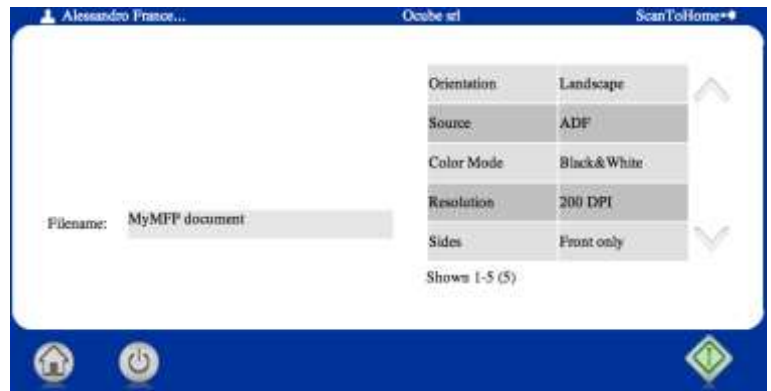 Alessandro France... Ocube srl ScanToHome
Orientation Landscape
Source ADF
Color Mode Black&White
Resolution 200 DPI
Filename: MyMFP document
Sides Front only
Shown 1-5 (5)